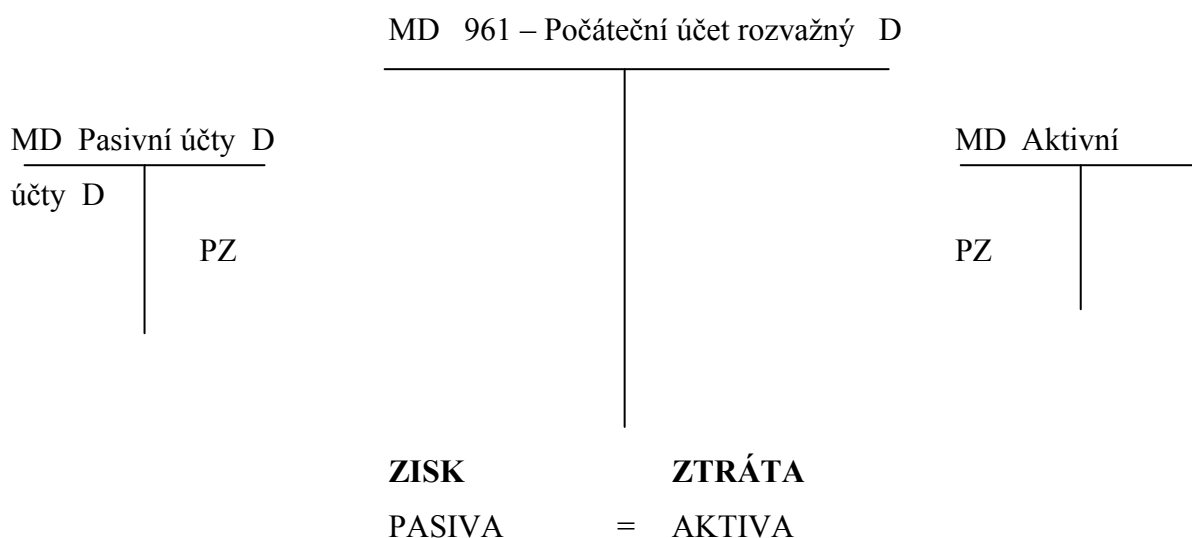 MD 961 – Počáteční účet rozvažný D
MD Pasivní účty D MD Aktivní
účty D
PZ PZ
ZISK ZTRÁTA
PASIVA = AKTIVA